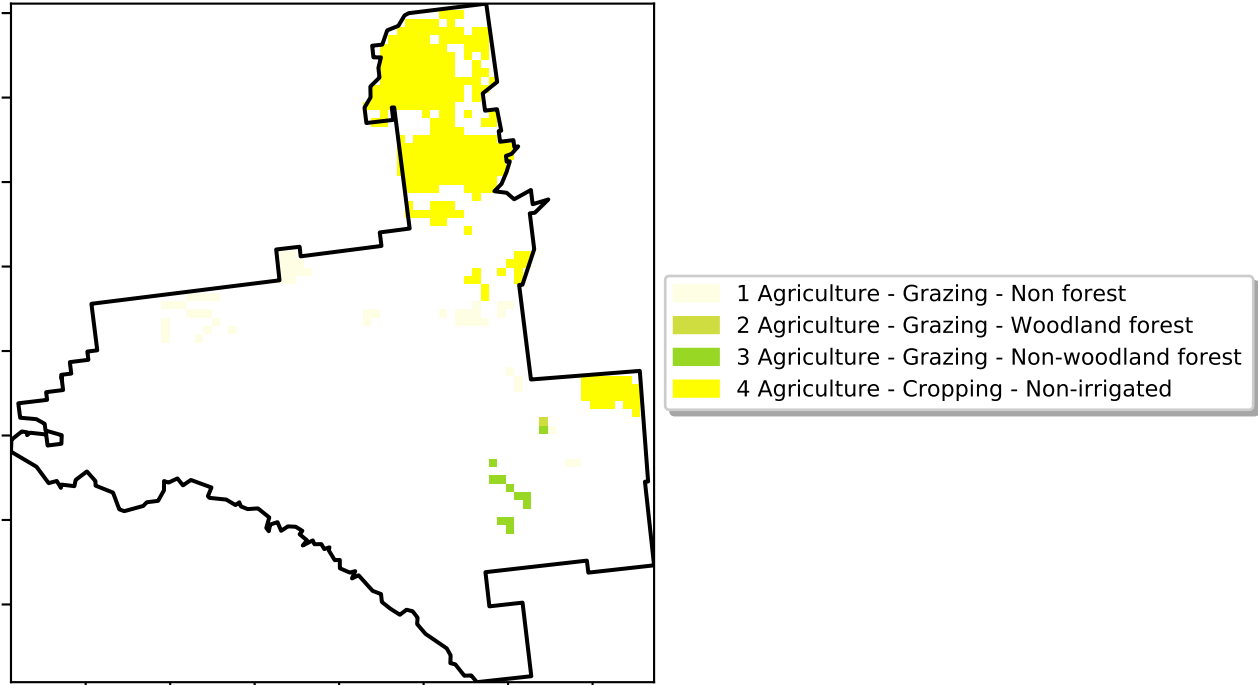 1 Agriculture - Grazing - Non forest
2 Agriculture - Grazing - Woodland forest
3 Agriculture - Grazing - Non-woodland forest
4 Agriculture - Cropping - Non-irrigated